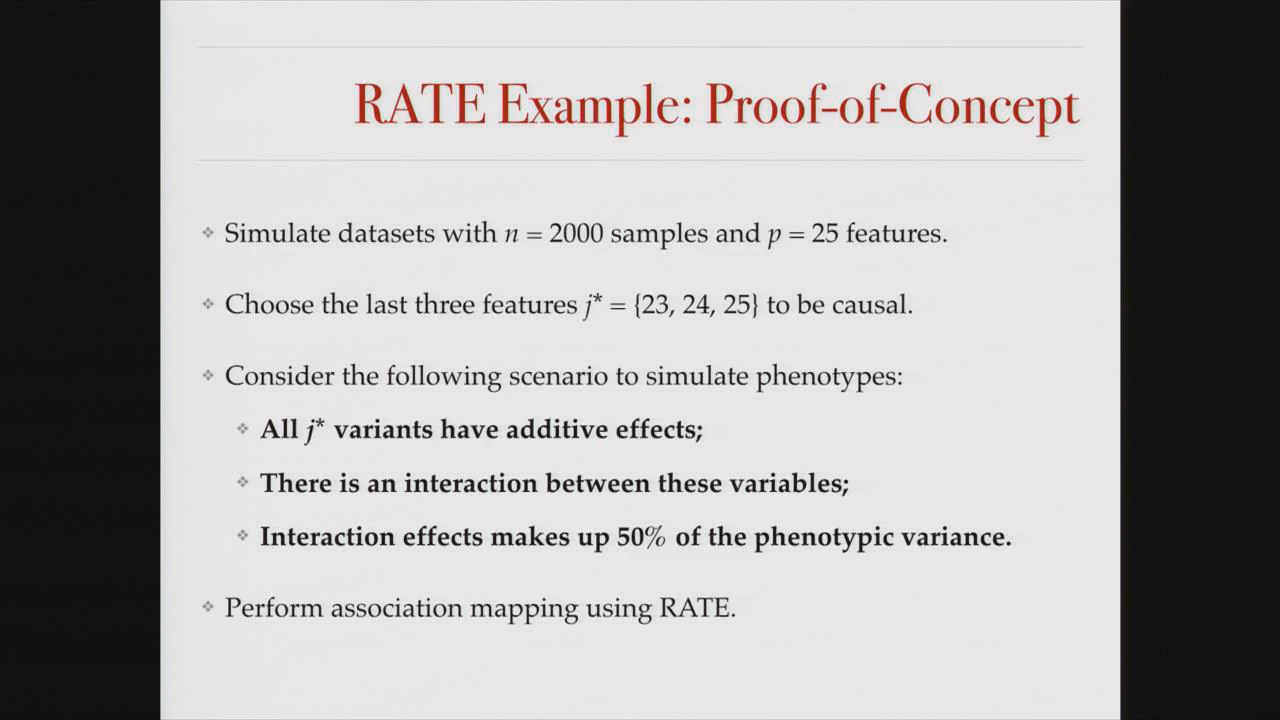 RATE Example: Proof-of-Concept
Simulate datasets with n = 2000 samples and p = 25 features.
Choose the last three features j* = {23, 24, 25} to be causal.
Consider the following scenario to simulate phenotypes:
All j* variants have additive effects;
There is an interaction between these variables;
Interaction effects makes up 50% of the phenotypic variance.
Perform association mapping using RATE.